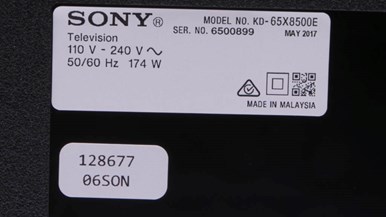 SONY® MODEL NO. KD-65X8500E
SER. NO. 6500899 MAY 2017
Television
110 V - 240 V ~
50/60 Hz 174 W
MADE IN MALAYSIA
128677
06SON